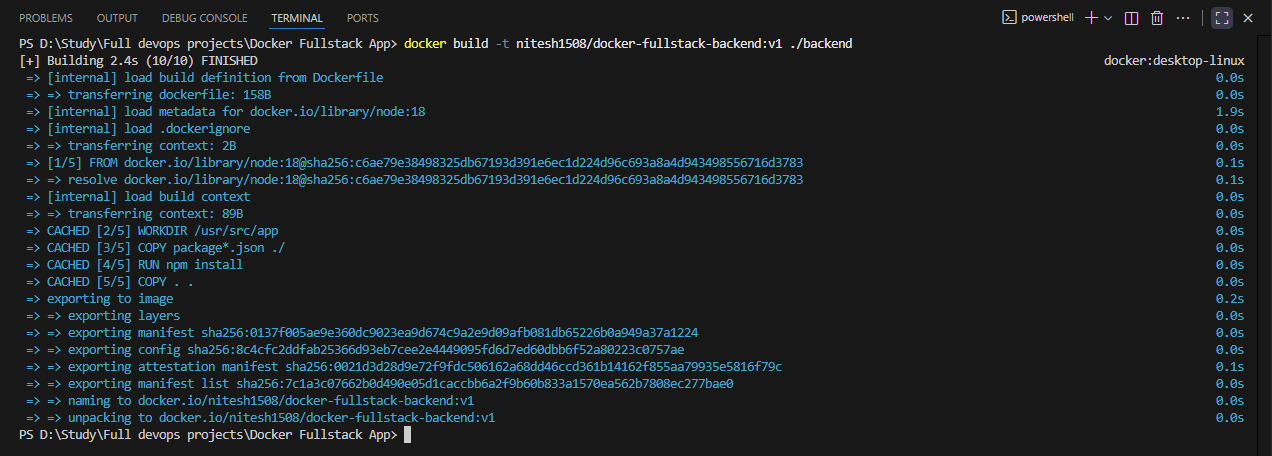 PROBLEMS OUTPUT DEBUG CONSOLE TERMINAL PORTS powershell
PS D:\Study\Full devops projects\Docker Fullstack App> docker build -t nitesh1508/docker-fullstack-backend:v1 ./backend
[+] Building 2.4s (10/10) FINISHED docker:desktop-linux
=> [internal] load build definition from Dockerfile 0.0s
=> => transferring dockerfile: 158B 0.0s
=> [internal] load metadata for docker.io/library/node:18 1.9s
=> [internal] load .dockerignore 0.0s
=> => transferring context: 2B 0.0s
=> [1/5] FROM docker.io/library/node:18@sha256:c6ae79e38498325db67193d391e6ec1d224d96c693a8a4d943498556716d3783 0.1s
=> => resolve docker.io/library/node:18@sha256:c6ae79e38498325db67193d391e6ec1d224d96c693a8a4d943498556716d3783 0.1s
=> [internal] load build context 0.0s
=> => transferring context: 89B 0.0s
=> CACHED [2/5] WORKDIR /usr/src/app 0.0s
=> CACHED [3/5] COPY package*.json ./ 0.0s
=> CACHED [4/5] RUN npm install 0.0s
=> CACHED [5/5] COPY . . 0.0s
=> exporting to image 0.2s
=> => exporting layers 0.0s
=> => exporting manifest sha256:0137f005ae9e360dc9023ea9d674c9a2e9d09afb081db65226b0a949a37a1224 0.0s
=> => exporting config sha256:8c4cfc2ddfab25366d93eb7cee2e4449095fd6d7ed60dbb6f52a80223c0757ae 0.0s
=> => exporting attestation manifest sha256:0021d3d28d9e72f9fdc506162a68dd46ccd361b14162f855aa79935e5816f79c 0.1s
=> => exporting manifest list sha256:7c1a3c07662b0d490e05d1caccbb6a2f9b60b833a1570ea562b7808ec277bae0 0.0s
=> => naming to docker.io/nitesh1508/docker-fullstack-backend:v1 0.0s
=> => unpacking to docker.io/nitesh1508/docker-fullstack-backend:v1 0.0s
PS D:\Study\Full devops projects\Docker Fullstack App>